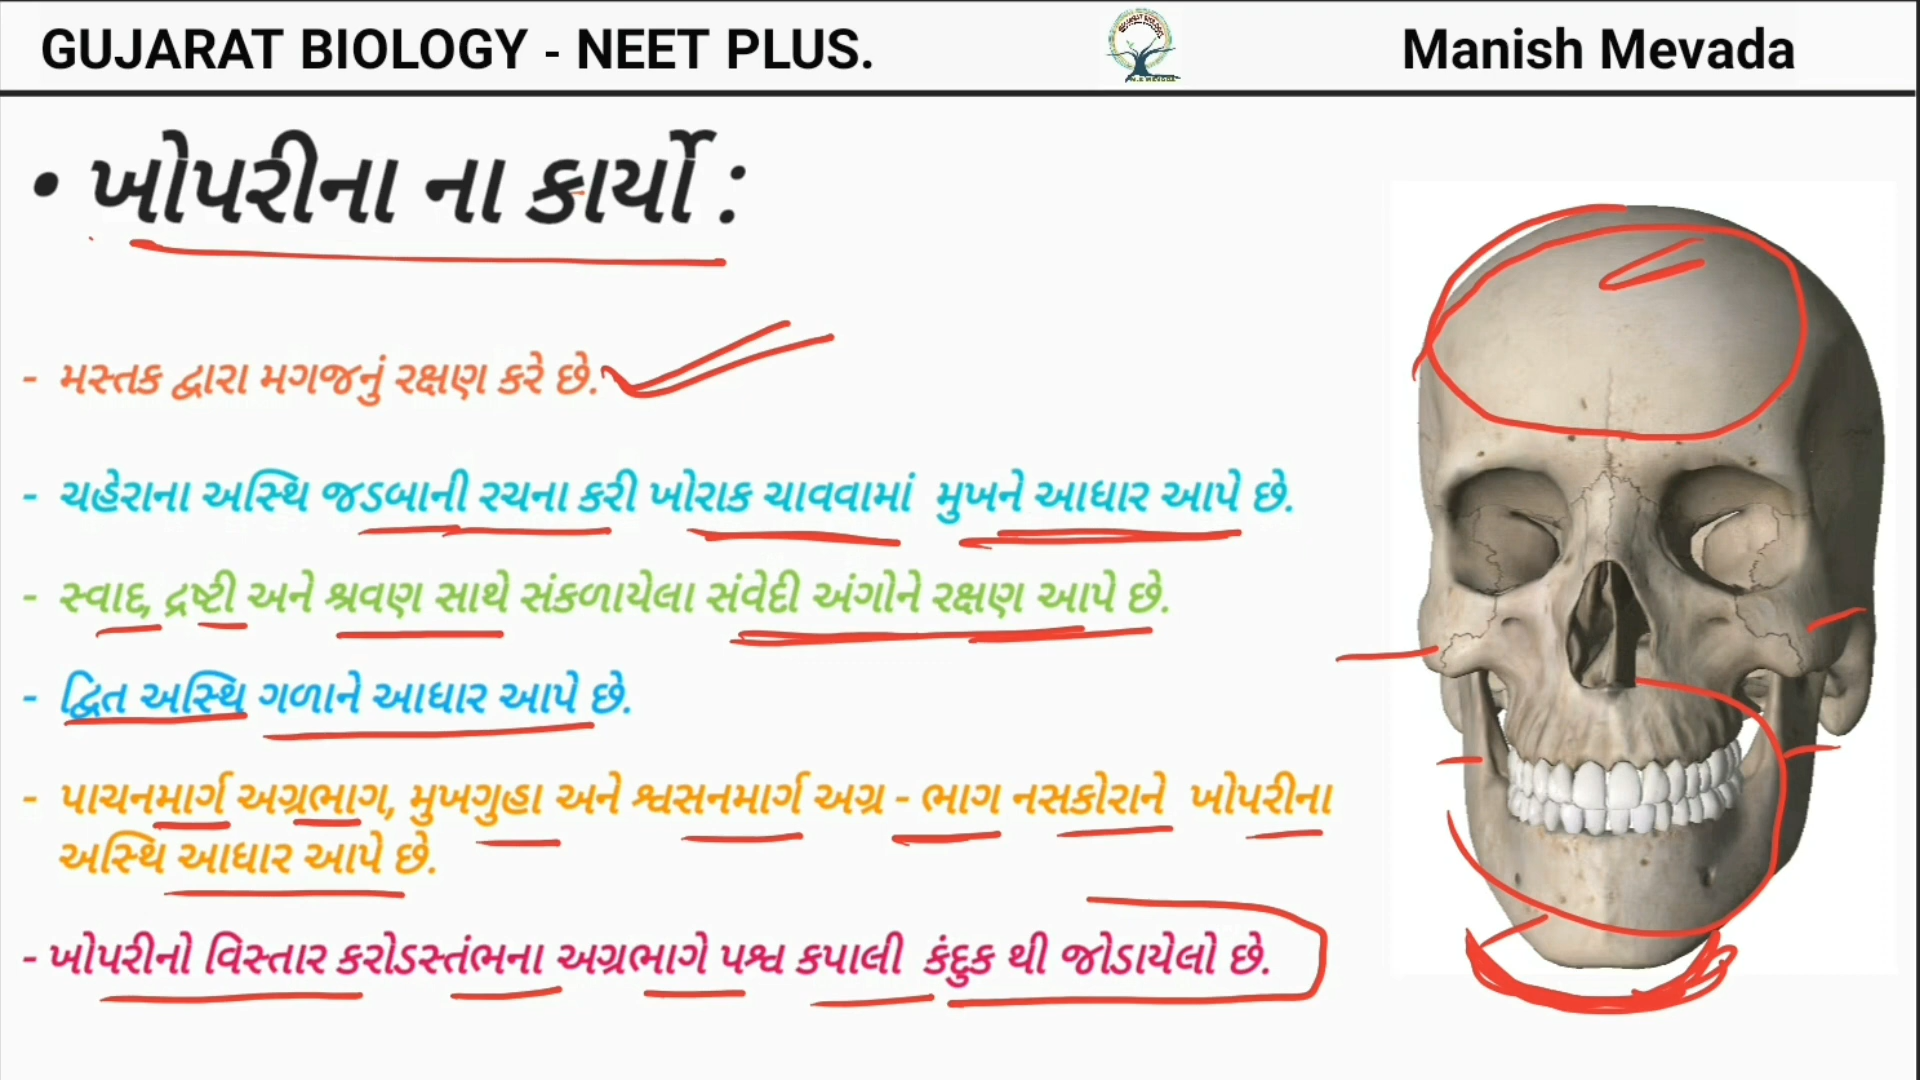 GUJARAT BIOLOGY - NEET PLUS.
Manish Mevada
• ખોપરીના ના કાર્યો :
- મસ્તક દ્વારા મગજનું રક્ષણ કરે છે.
- ચહેરાના અસ્થિ જડબાની રચના કરી ખોરાક ચાવવામાં મુખને આધાર આપે છે.
- સ્વાદ, દ્રષ્ટી અને શ્રવણ સાથે સંકળાયેલા સંવેદી અંગોને રક્ષણ આપે છે.
- દ્વિત અસ્થિ ગળાને આધાર આપે છે.
- પાચનમાર્ગ અગ્રભાગ, મુખગુહા અને શ્વસનમાર્ગ અગ્ર - ભાગ નસકોરાને ખોપરીના
અસ્થિ આધાર આપે છે.
- ખોપરીનો વિસ્તાર કરોડસ્તંભના અગ્રભાગે પશ્વ કપાલી કંદુક થી જોડાયેલો છે.